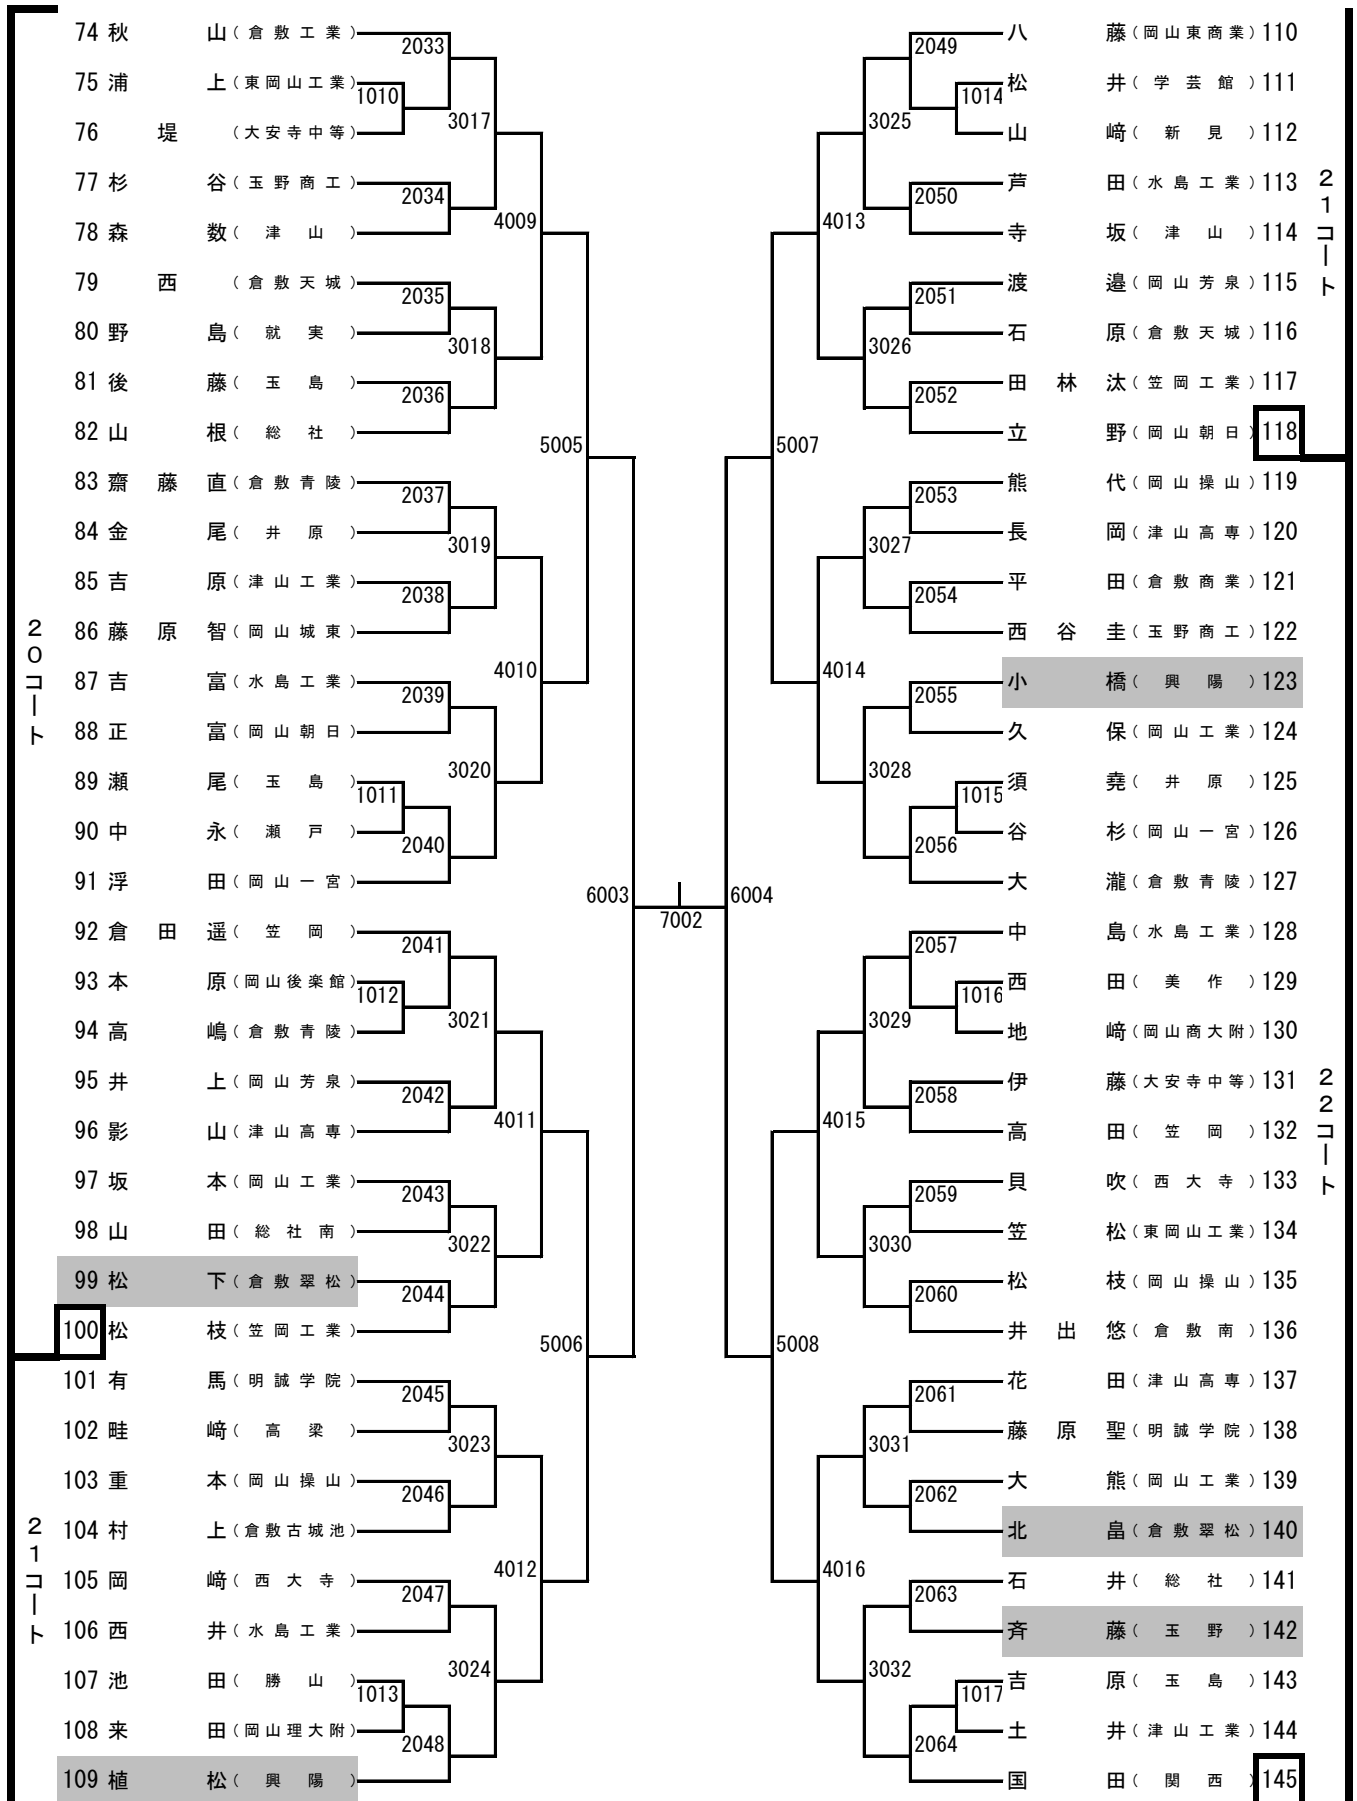 74 秋 山 (倉敷工業)
75 浦 上 (東岡山工業)
76 堤 (大安寺中等)
77 杉 谷 (玉野商工)
78 森 数 (津山)
79 西 (倉敷天城)
80 野 島 (就実)
81 後 藤 (玉島)
82 山 根 (総社)
83 齋 藤 直 (倉敷青陵)
84 金 尾 (井原)
85 吉 原 (津山工業)
86 藤 原 智 (岡山城東)
87 吉 富 (水島工業)
88 正 富 (岡山朝日)
89 瀬 尾 (玉島)
90 中 永 (瀬戸)
91 浮 田 (岡山一宮)
92 倉 田 遥 (笠岡)
93 本 原 (岡山後楽館)
94 高 嶋 (倉敷青陵)
95 井 上 (岡山芳泉)
96 影 山 (津山高専)
97 坂 本 (岡山工業)
98 山 田 (総社南)
99 松 下 (倉敷翠松)
100 松 枝 (笠岡工業)
101 有 馬 (明誠学院)
102 畦 﨑 (高梁)
103 重 本 (岡山操山)
104 村 上 (倉敷古城池)
105 岡 﨑 (西大寺)
106 西 井 (水島工業)
107 池 田 (勝山)
108 来 田 (岡山理大附)
109 植 松 (興陽)
20コート
21コート
1010
1011
1012
1013
2033
2034
2035
2036
2037
2038
2039
2040
2041
2042
2043
2044
2045
2046
2047
2048
3017
3018
3019
3020
3021
3022
3023
3024
4009
4010
4011
4012
5005
5006
6003
7002
6004
5007
5008
4013
4014
4015
4016
3025
3026
3027
3028
3029
3030
3031
3032
2049
2050
2051
2052
2053
2054
2055
2056
2057
2058
2059
2060
2061
2062
2063
2064
1014
1015
1016
1017
八 藤 (岡山東商業) 110
松 井 (学芸館) 111
山 﨑 (新見) 112
芦 田 (水島工業) 113
寺 坂 (津山) 114
渡 邉 (岡山芳泉) 115
石 原 (倉敷天城) 116
田 林 汰 (笠岡工業) 117
立 野 (岡山朝日) 118
熊 代 (岡山操山) 119
長 岡 (津山高専) 120
平 田 (倉敷商業) 121
西 谷 圭 (玉野商工) 122
小 橋 (興陽) 123
久 保 (岡山工業) 124
須 堯 (井原) 125
谷 杉 (岡山一宮) 126
大 瀧 (倉敷青陵) 127
中 島 (水島工業) 128
西 田 (美作) 129
地 﨑 (岡山商大附) 130
伊 藤 (大安寺中等) 131
高 田 (笠岡) 132
貝 吹 (西大寺) 133
笠 松 (東岡山工業) 134
松 枝 (岡山操山) 135
井 出 悠 (倉敷南) 136
花 田 (津山高専) 137
藤 原 聖 (明誠学院) 138
大 熊 (岡山工業) 139
北 畠 (倉敷翠松) 140
石 井 (総社) 141
斉 藤 (玉野) 142
吉 原 (玉島) 143
土 井 (津山工業) 144
国 田 (関西) 145
21コート
22コート